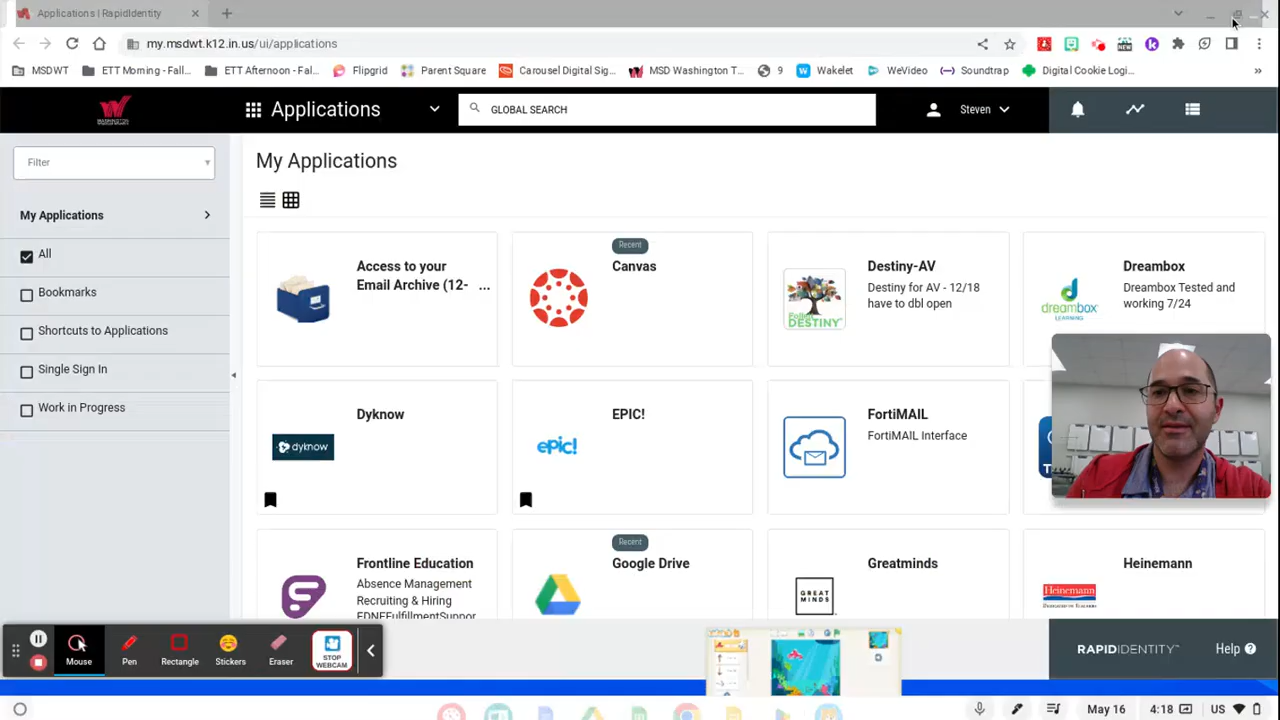 Applications | RapidIdentity
my.msdwt.k12.in.us/ui/applications
MSDWT
ETT Morning - Fall...
ETT Afternoon - Fal...
Flipgrid
Parent Square
Carousel Digital Sig...
MSD Washington T...
9
Wakelet
WeVideo
Soundtrap
Digital Cookie Logi...
»
Applications
GLOBAL SEARCH
Steven
Filter
My Applications
All
Bookmarks
Shortcuts to Applications
Single Sign In
Work in Progress
My Applications
Access to your
Email Archive (12- ...
Recent
Canvas
Destiny-AV
Destiny for AV - 12/18
have to dbl open
Follett
DESTINY
Dreambox
Dreambox Tested and
working 7/24
dreambox
LEARNING
Dyknow
dyknow
EPIC!
epic!
FortiMAIL
FortiMAIL Interface
Frontline Education
Absence Management
Recruiting & Hiring
Recent
Google Drive
Greatminds
GREAT
MINDS
Heinemann
Heinemann
Mouse
Pen
Rectangle
Stickers
Eraser
STOP
WEBCAM
RAPIDIDENTITY
Help
May 16
4:18
US